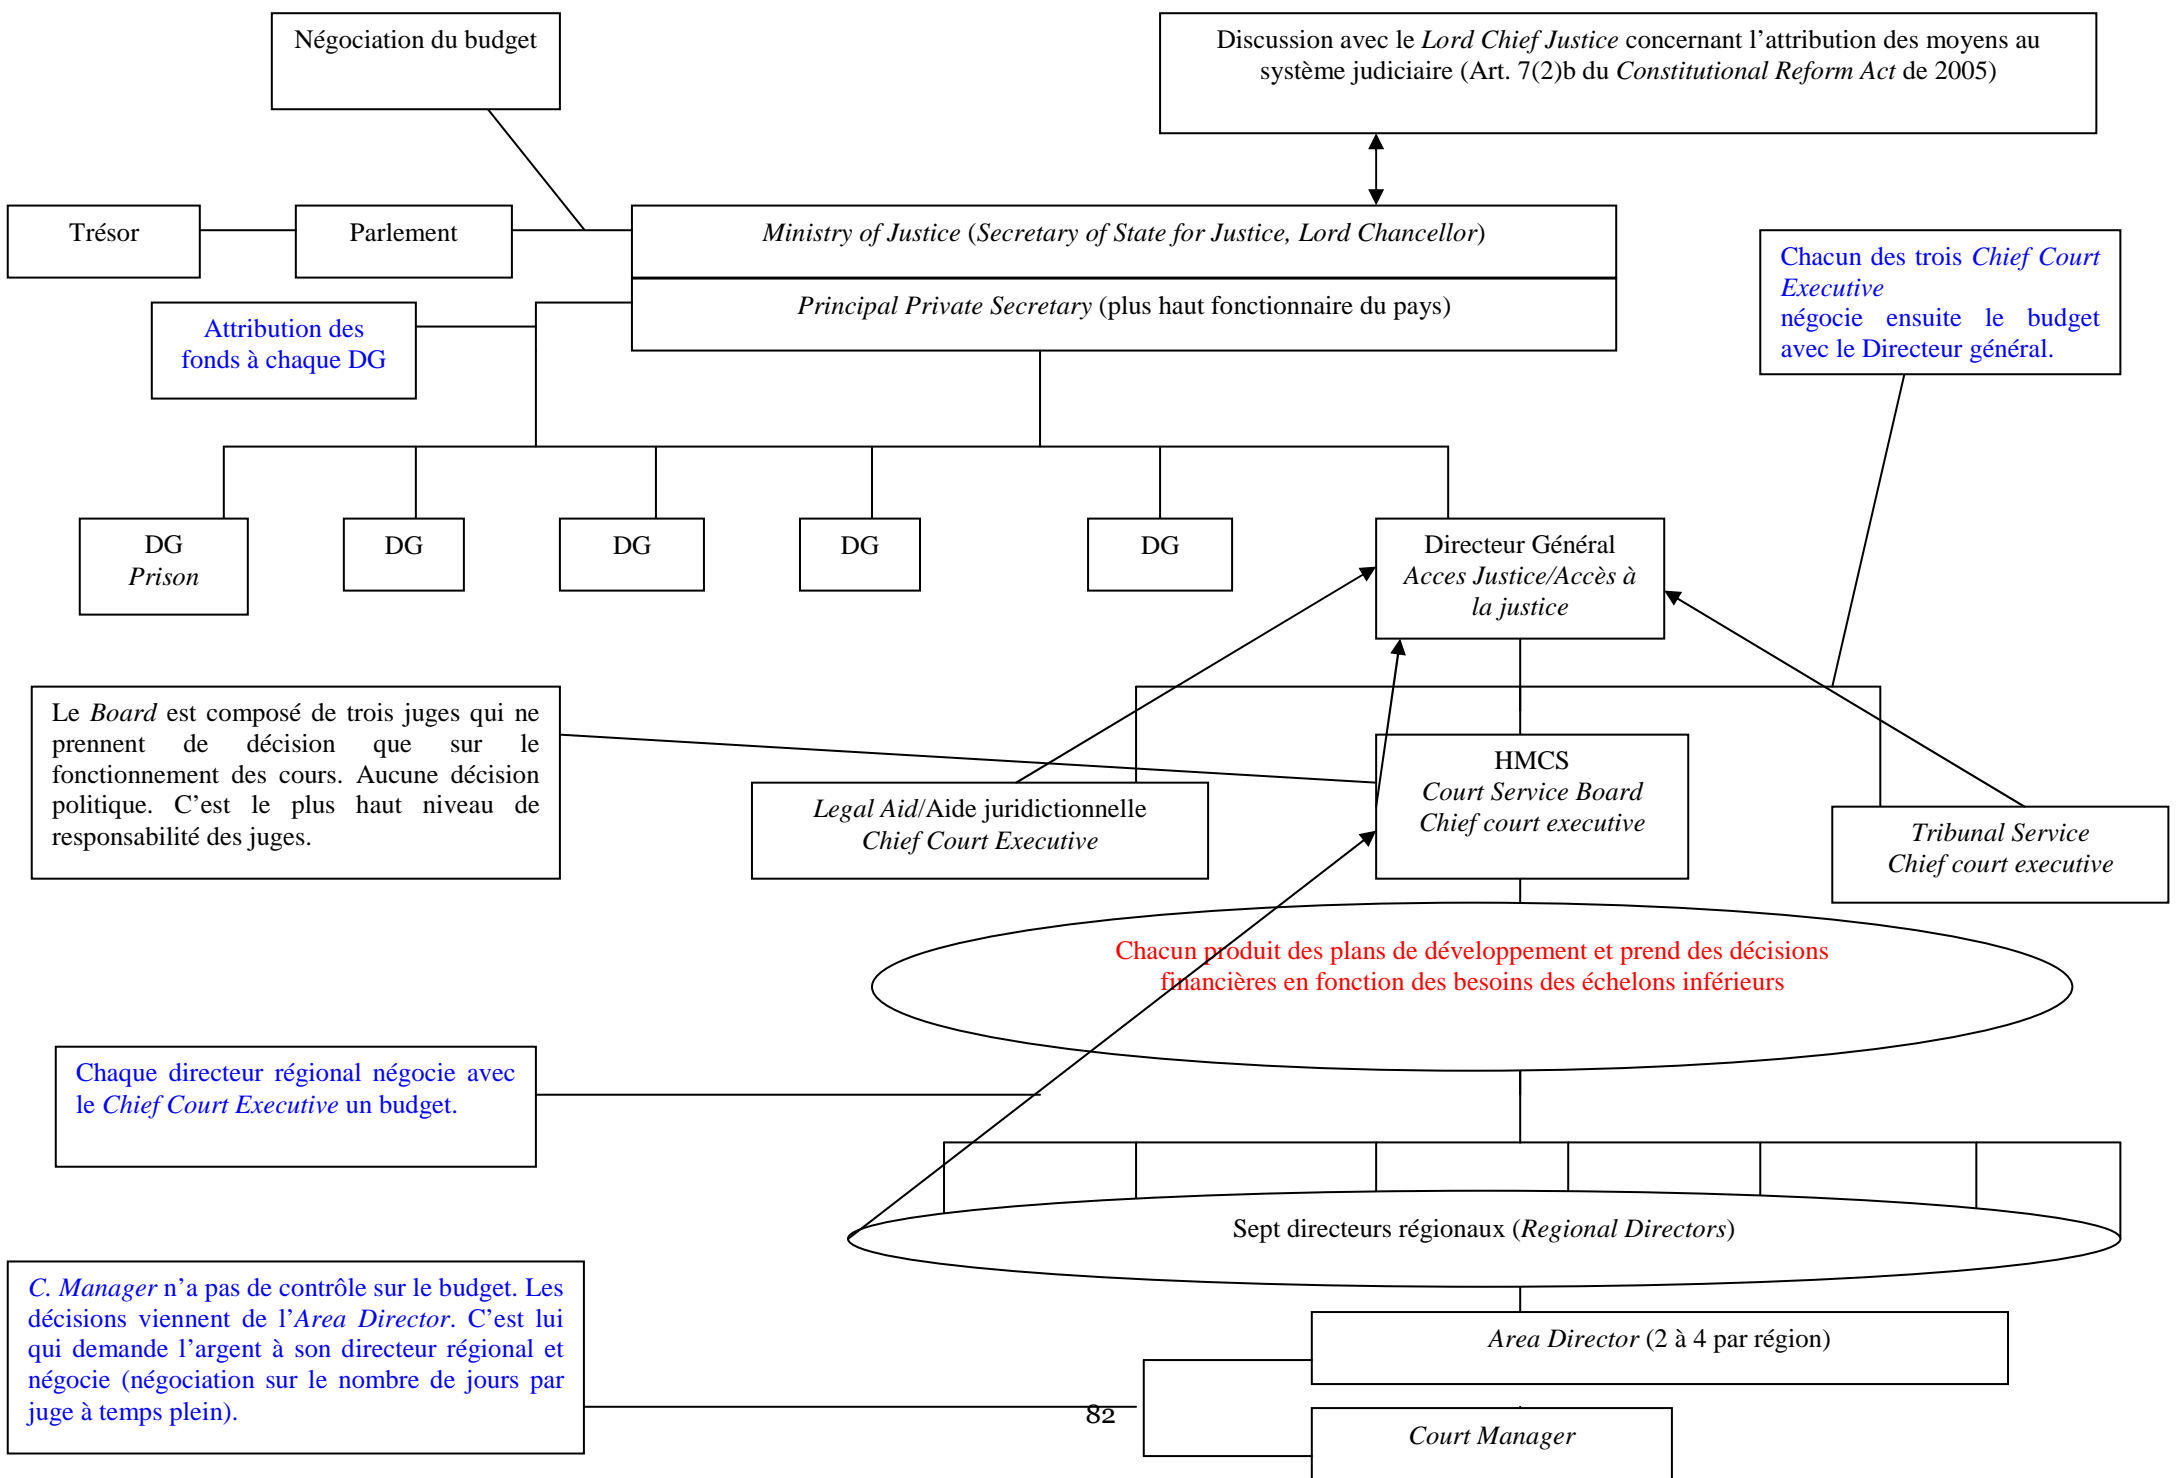 Négociation du budget
Discussion avec le Lord Chief Justice concernant l’attribution des moyens au
système judiciaire (Art. 7(2)b du Constitutional Reform Act de 2005)
Trésor
Parlement
Ministry of Justice (Secretary of State for Justice, Lord Chancellor)
Principal Private Secretary (plus haut fonctionnaire du pays)
Chacun des trois Chief Court
Executive
négocie ensuite le budget
avec le Directeur général.
Attribution des
fonds à chaque DG
DG
Prison
DG
DG
DG
DG
Directeur Général
Acces Justice/Accès à
la justice
Le Board est composé de trois juges qui ne
prennent de décision que sur le
fonctionnement des cours. Aucune décision
politique. C’est le plus haut niveau de
responsabilité des juges.
Legal Aid/Aide juridictionnelle
Chief Court Executive
HMCS
Court Service Board
Chief court executive
Tribunal Service
Chief court executive
Chacun produit des plans de développement et prend des décisions
financières en fonction des besoins des échelons inférieurs
Chaque directeur régional négocie avec
le Chief Court Executive un budget.
Sept directeurs régionaux (Regional Directors)
C. Manager n’a pas de contrôle sur le budget. Les
décisions viennent de l’Area Director. C’est lui
qui demande l’argent à son directeur régional et
négocie (négociation sur le nombre de jours par
juge à temps plein).
Area Director (2 à 4 par région)
82
Court Manager